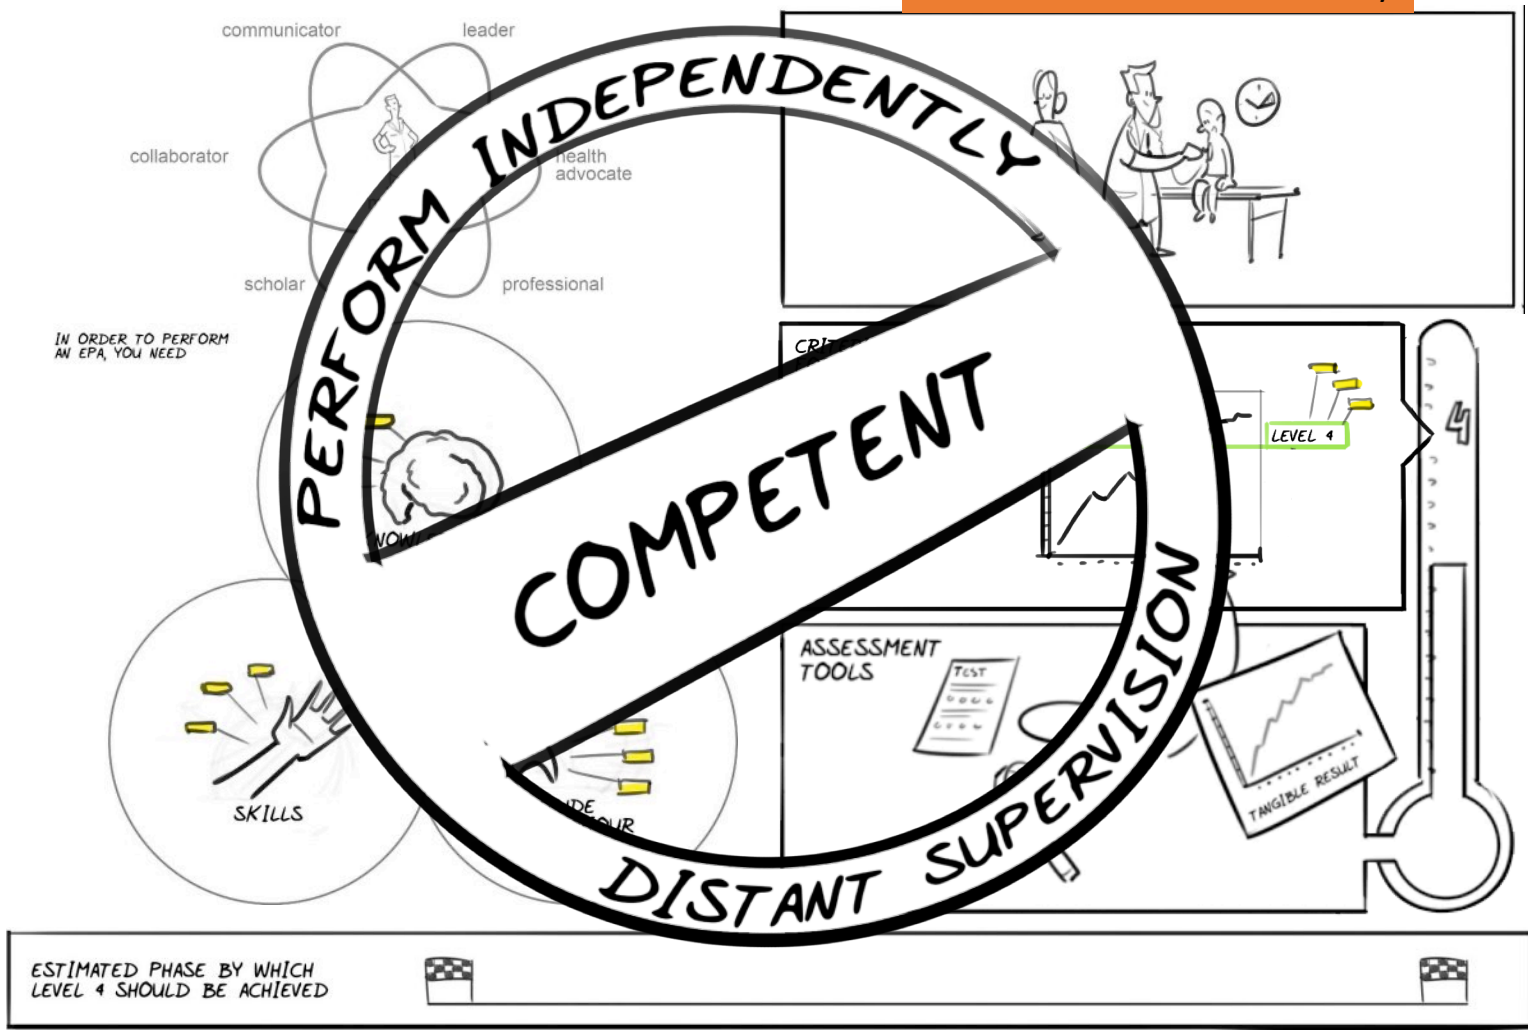 communicator
leader
collaborator
health
advocate
scholar
professional
PERFORM INDEPENDENTLY
COMPETENT
DISTANT SUPERVISION
IN ORDER TO PERFORM
AN EPA, YOU NEED
SKILLS
LEVEL 4
4
ASSESSMENT
TOOLS
TEST
TANGIBLE RESULT
ESTIMATED PHASE BY WHICH
LEVEL 4 SHOULD BE ACHIEVED